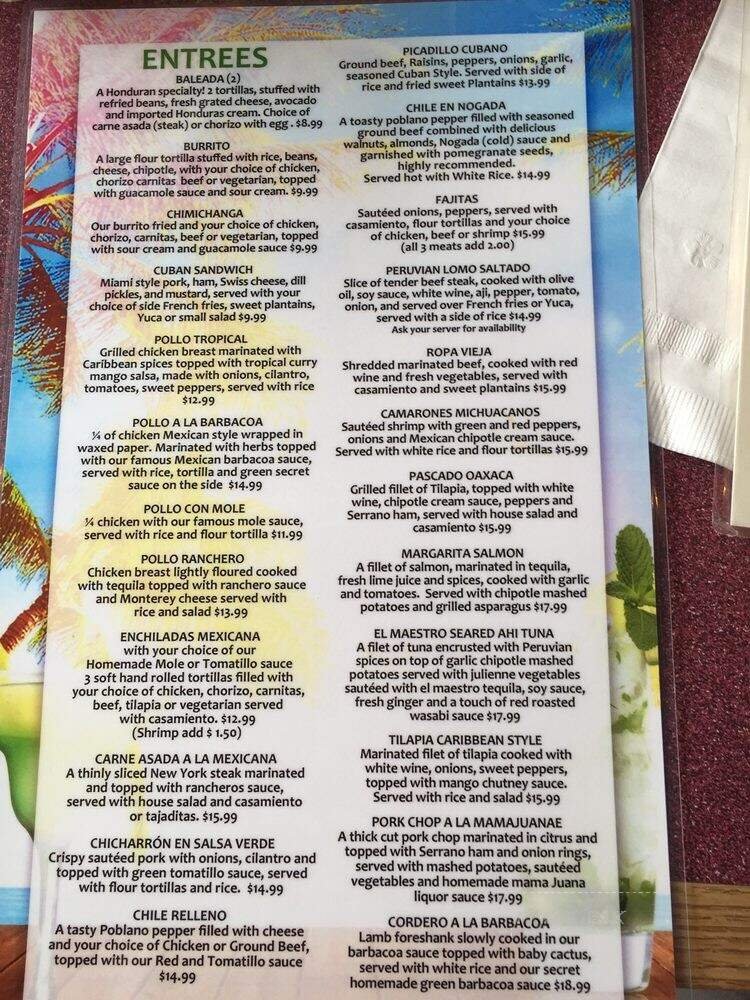 ENTREES
BALEADA (2)
A Honduran specialty! 2 tortillas, stuffed with
refried beans, fresh grated cheese, avocado
and imported Honduras cream. Choice of
carne asada (steak) or chorizo with egg . $8.99
BURRITO
A large flour tortilla stuffed with rice, beans,
cheese, chipotle, with your choice of chicken,
chorizo carnitas beef or vegetarian, topped
with guacamole sauce and sour cream. $9.99
CHIMICHANGA
Our burrito fried and your choice of chicken,
chorizo, carnitas, beef or vegetarian, topped
with sour cream and guacamole sauce $9.99
CUBAN SANDWICH
Miami style pork, ham, Swiss cheese, dill
pickles, and mustard, served with your
choice of side French fries, sweet plantains,
Yuca or small salad $9.99
POLLO TROPICAL
Grilled chicken breast marinated with
Caribbean spices topped with tropical curry
mango salsa, made with onions, cilantro,
tomatoes, sweet peppers, served with rice
$12.99
POLLO A LA BARBACOA
¼ of chicken Mexican style wrapped in
waxed paper. Marinated with herbs topped
with our famous Mexican barbacoa sauce,
served with rice, tortilla and green secret
sauce on the side $14.99
POLLO CON MOLE
¼ chicken with our famous mole sauce,
served with rice and flour tortilla $11.99
POLLO RANCHERO
Chicken breast lightly floured cooked
with tequila topped with ranchero sauce
and Monterey cheese served with
rice and salad $13.99
ENCHILADAS MEXICANA
with your choice of our
Homemade Mole or Tomatillo sauce
3 soft hand rolled tortillas filled with
your choice of chicken, chorizo, carnitas,
beef, tilapia or vegetarian served
with casamiento. $12.99
(Shrimp add $ 1.50)
CARNE ASADA A LA MEXICANA
A thinly sliced New York steak marinated
and topped with rancheros sauce,
served with house salad and casamiento
or tajaditas. $15.99
CHICHARRÓN EN SALSA VERDE
Crispy sautéed pork with onions, cilantro and
topped with green tomatillo sauce, served
with flour tortillas and rice. $14.99
CHILE RELLENO
A tasty Poblano pepper filled with cheese
and your choice of Chicken or Ground Beef,
topped with our Red and Tomatillo sauce
$14.99
PICADILLO CUBANO
Ground beef, Raisins, peppers, onions, garlic,
seasoned Cuban Style. Served with side of
rice and fried sweet Plantains $13.99
CHILE EN NOGADA
A toasty poblano pepper filled with seasoned
ground beef combined with delicious
walnuts, almonds, Nogada (cold) sauce and
garnished with pomegranate seeds,
highly recommended.
Served hot with White Rice. $14.99
FAJITAS
Sautéed onions, peppers, served with
casamiento, flour tortillas and your choice
of chicken, beef or shrimp $15.99
(all 3 meats add 2.00)
PERUVIAN LOMO SALTADO
Slice of tender beef steak, cooked with olive
oil, soy sauce, white wine, aji, pepper, tomato,
onion, and served over French fries or Yuca,
served with a side of rice $14.99
Ask your server for availability
ROPA VIEJA
Shredded marinated beef, cooked with red
wine and fresh vegetables, served with
casamiento and sweet plantains $15.99
CAMARONES MICHUACANOS
Sautéed shrimp with green and red peppers,
onions and Mexican chipotle cream sauce.
Served with white rice and flour tortillas $15.99
PASCADO OAXACA
Grilled fillet of Tilapia, topped with white
wine, chipotle cream sauce, peppers and
Serrano ham, served with house salad and
casamiento $15.99
MARGARITA SALMON
A fillet of salmon, marinated in tequila,
fresh lime juice and spices, cooked with garlic
and tomatoes. Served with chipotle mashed
potatoes and grilled asparagus $17.99
EL MAESTRO SEARED AHI TUNA
A filet of tuna encrusted with Peruvian
spices on top of garlic chipotle mashed
potatoes served with julienne vegetables
sautéed with el maestro tequila, soy sauce,
fresh ginger and a touch of red roasted
wasabi sauce $17.99
TILAPIA CARIBBEAN STYLE
Marinated filet of tilapia cooked with
white wine, onions, sweet peppers,
topped with mango chutney sauce.
Served with rice and salad $15.99
PORK CHOP A LA MAMAJUANAE
A thick cut pork chop marinated in citrus and
topped with Serrano ham and onion rings,
served with mashed potatoes, sautéed
vegetables and homemade mama Juana
liquor sauce $17.99
CORDERO A LA BARBACOA
Lamb foreshank slowly cooked in our
barbacoa sauce topped with baby cactus,
served with white rice and our secret
homemade green barbacoa sauce $18.99